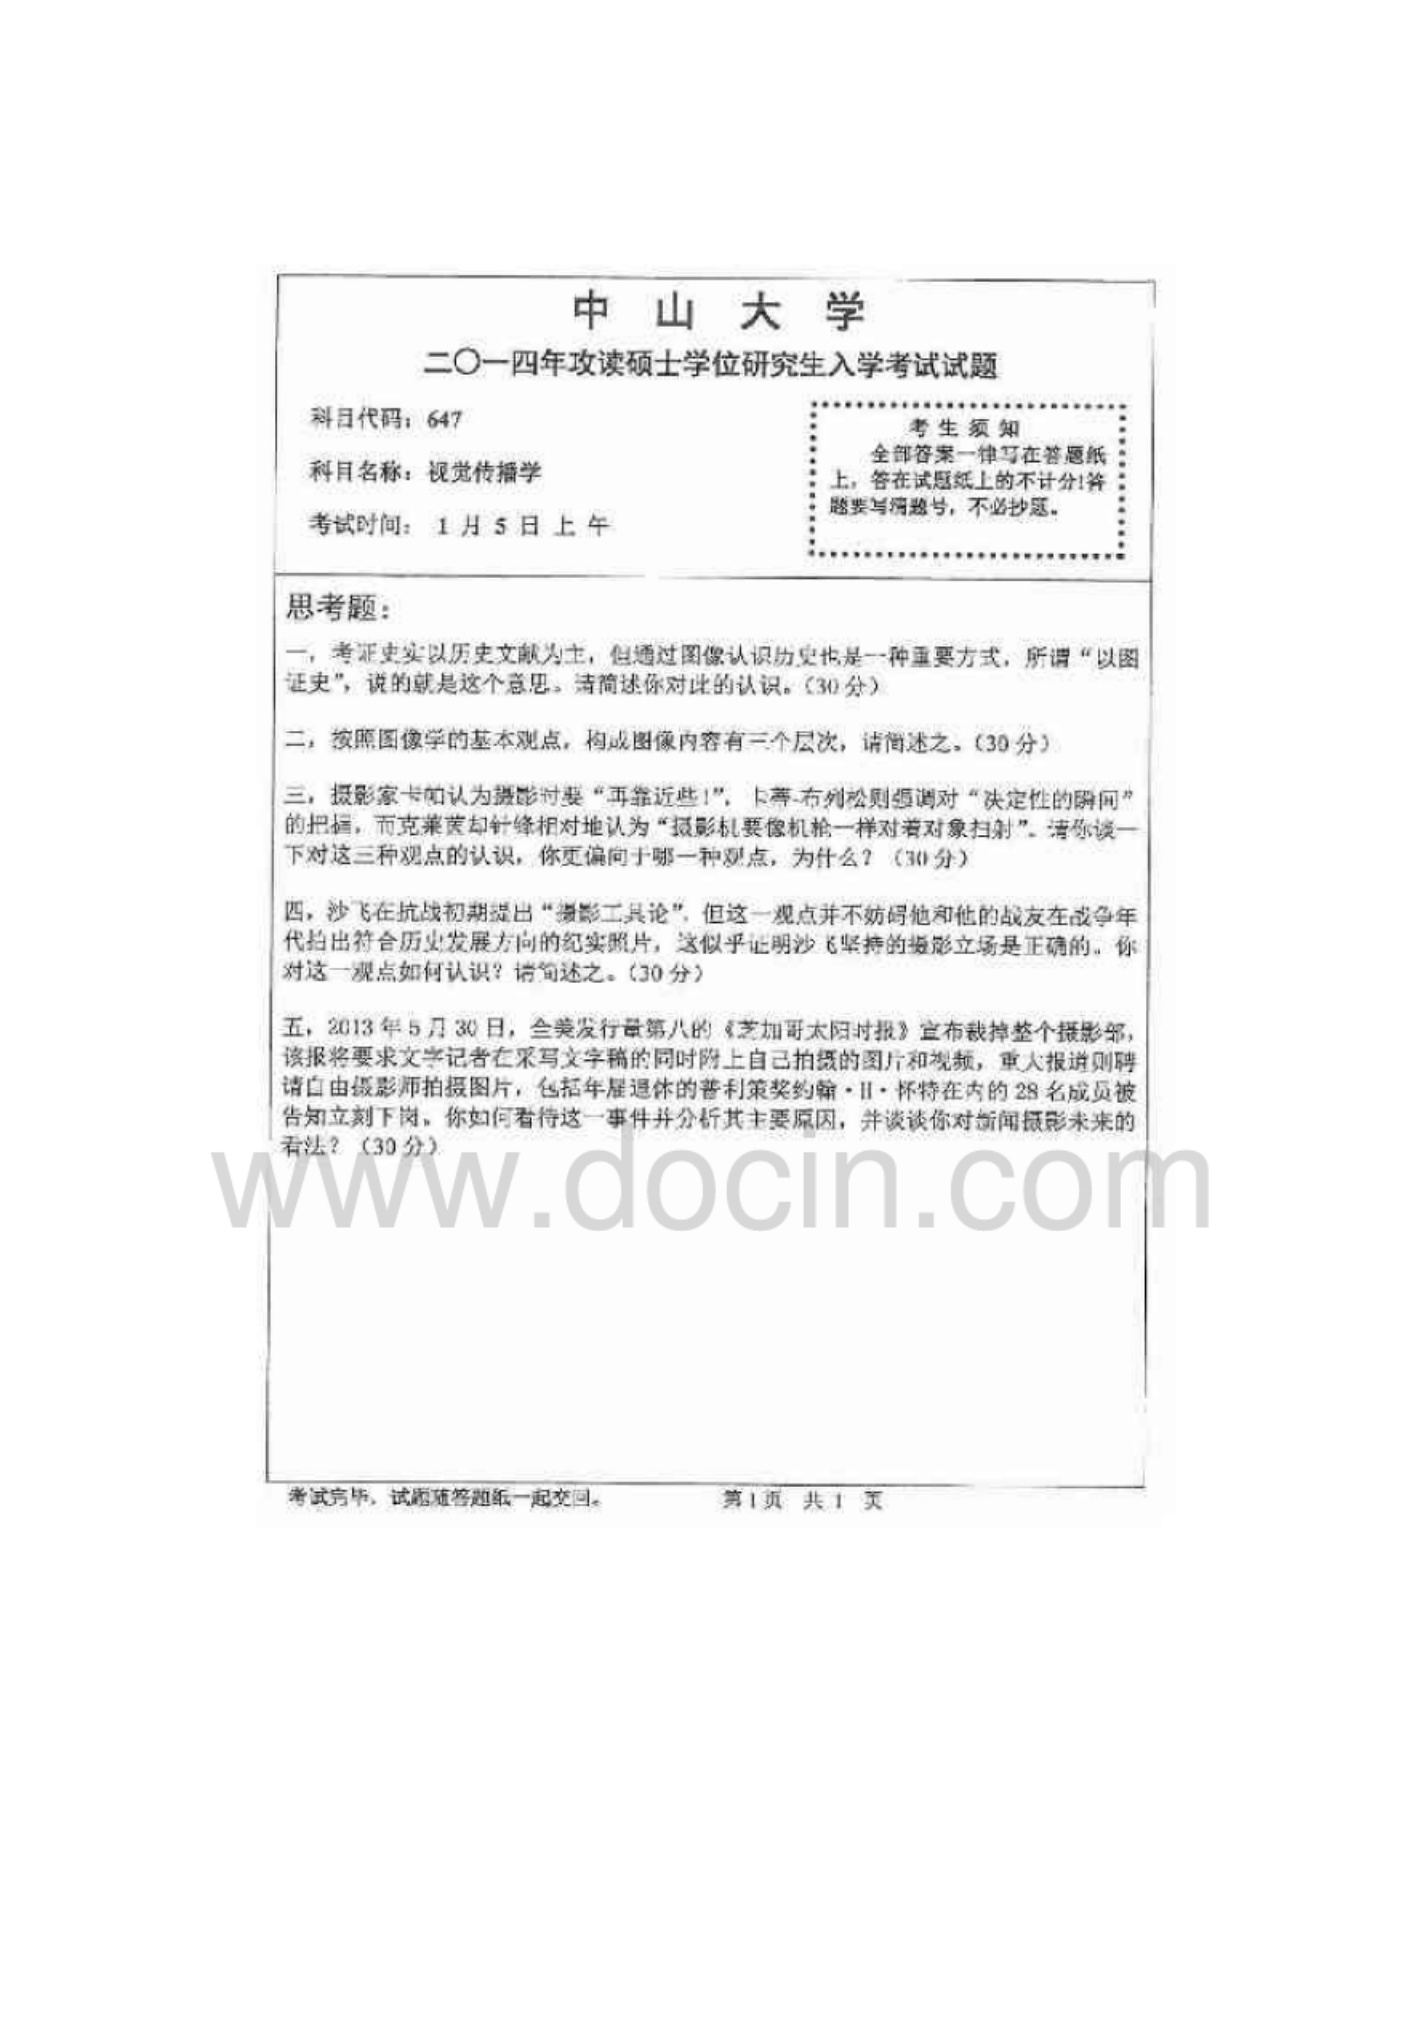 中 山 大 学
二〇一四年攻读硕士学位研究生入学考试试题
科目代码：647
科目名称：视觉传播学
考试时间： 1 月 5 日 上 午
考 生 须 知
全部答案一律写在答题纸
上，答在试题纸上的不计分！答
题要写清题号，不必抄题。
思考题：
一，考证史实以历史文献为主，但通过图像认识历史也是一种重要方式，所谓“以图
证史”，说的就是这个意思。请简述你对此的认识。（30 分）
二，按照图像学的基本观点，构成图像内容有三个层次，请简述之。（30 分）
三，摄影家卡帕认为摄影时要“再靠近些！”，卡蒂-布列松则强调对“决定性的瞬间”
的把握，而克莱茵却针锋相对地认为“摄影机要像机枪一样对着对象扫射”。请你谈一
下对这三种观点的认识，你更偏向于哪一种观点，为什么？（30 分）
四，沙飞在抗战初期提出“摄影工具论”，但这一观点并不妨碍他和他的战友在战争年
代拍出符合历史发展方向的纪实照片，这似乎证明沙飞坚持的摄影立场是正确的。你
对这一观点如何认识？请简述之。（30 分）
五，2013 年 5 月 30 日，全美发行量第八的《芝加哥太阳时报》宣布裁掉整个摄影部，
该报将要求文字记者在采写文字稿的同时附上自己拍摄的图片和视频，重大报道则聘
请自由摄影师拍摄图片，包括年届退休的普利策奖约翰·H·怀特在内的 28 名成员被
告知立刻下岗。你如何看待这一事件并分析其主要原因，并谈谈你对新闻摄影未来的
看法？（30 分）
www.docin.com
考试完毕，试题随答题纸一起交回。 第 1 页 共 1 页